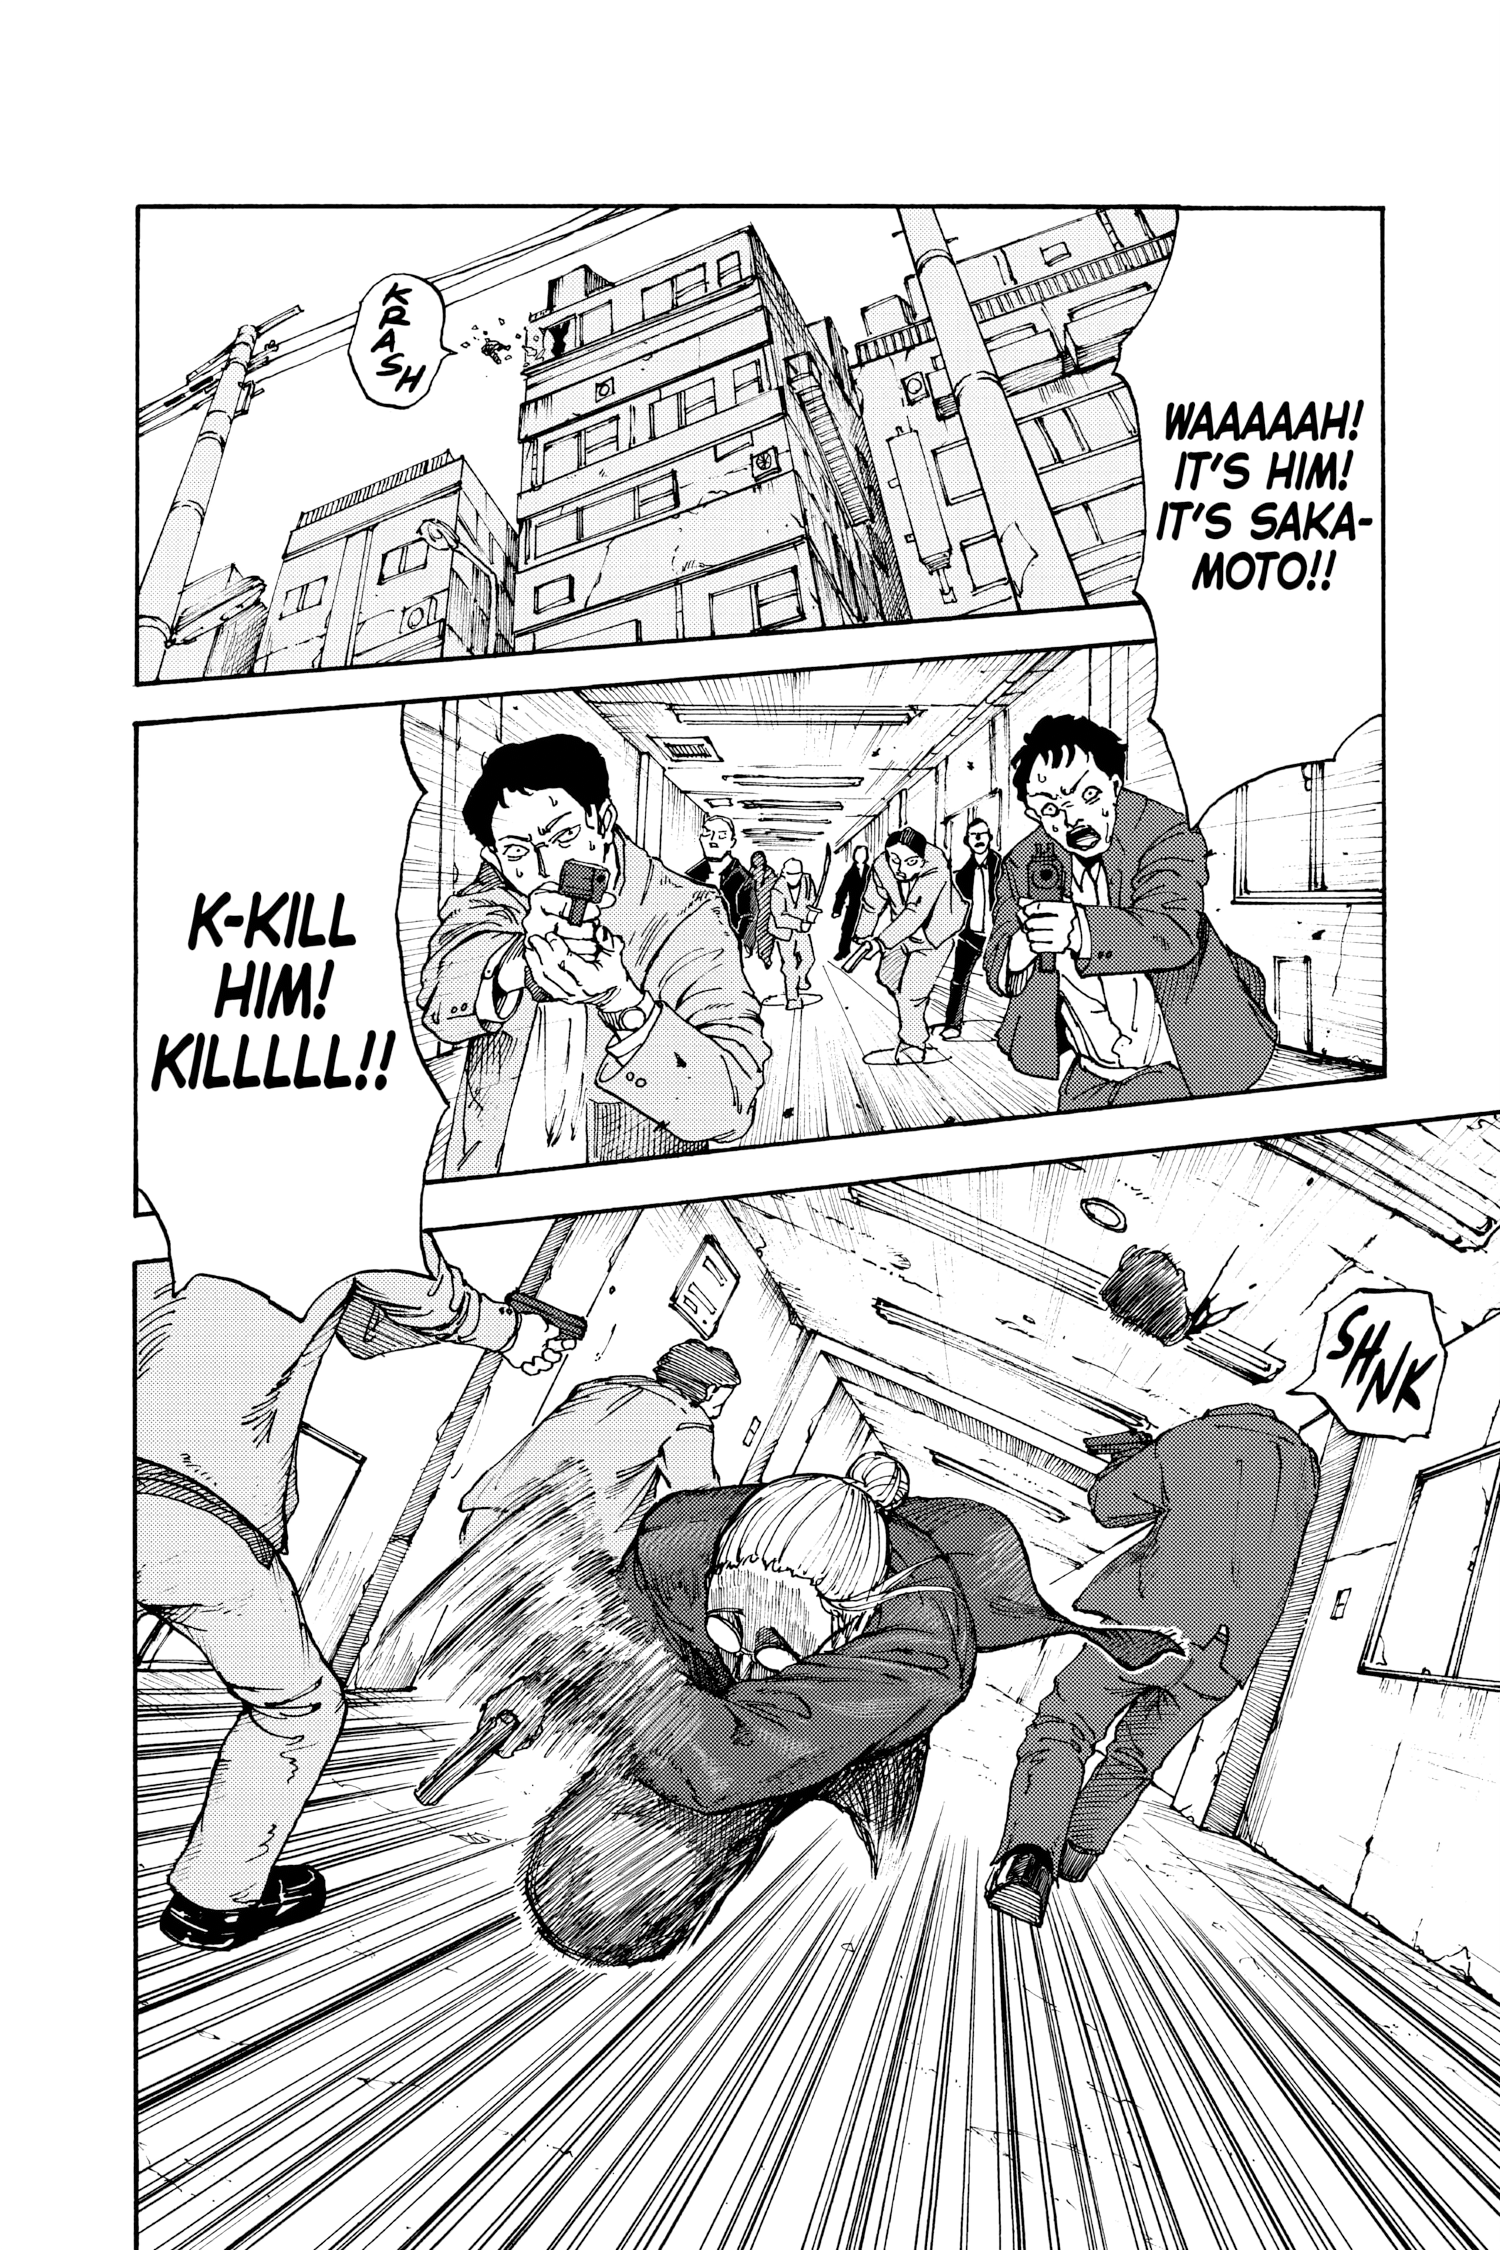 WAAAAAH!
IT'S HIM!
IT'S SAKA-
MOTO!!
KRASH
K-KILL
HIM!
KILLLLL!!
SHNK